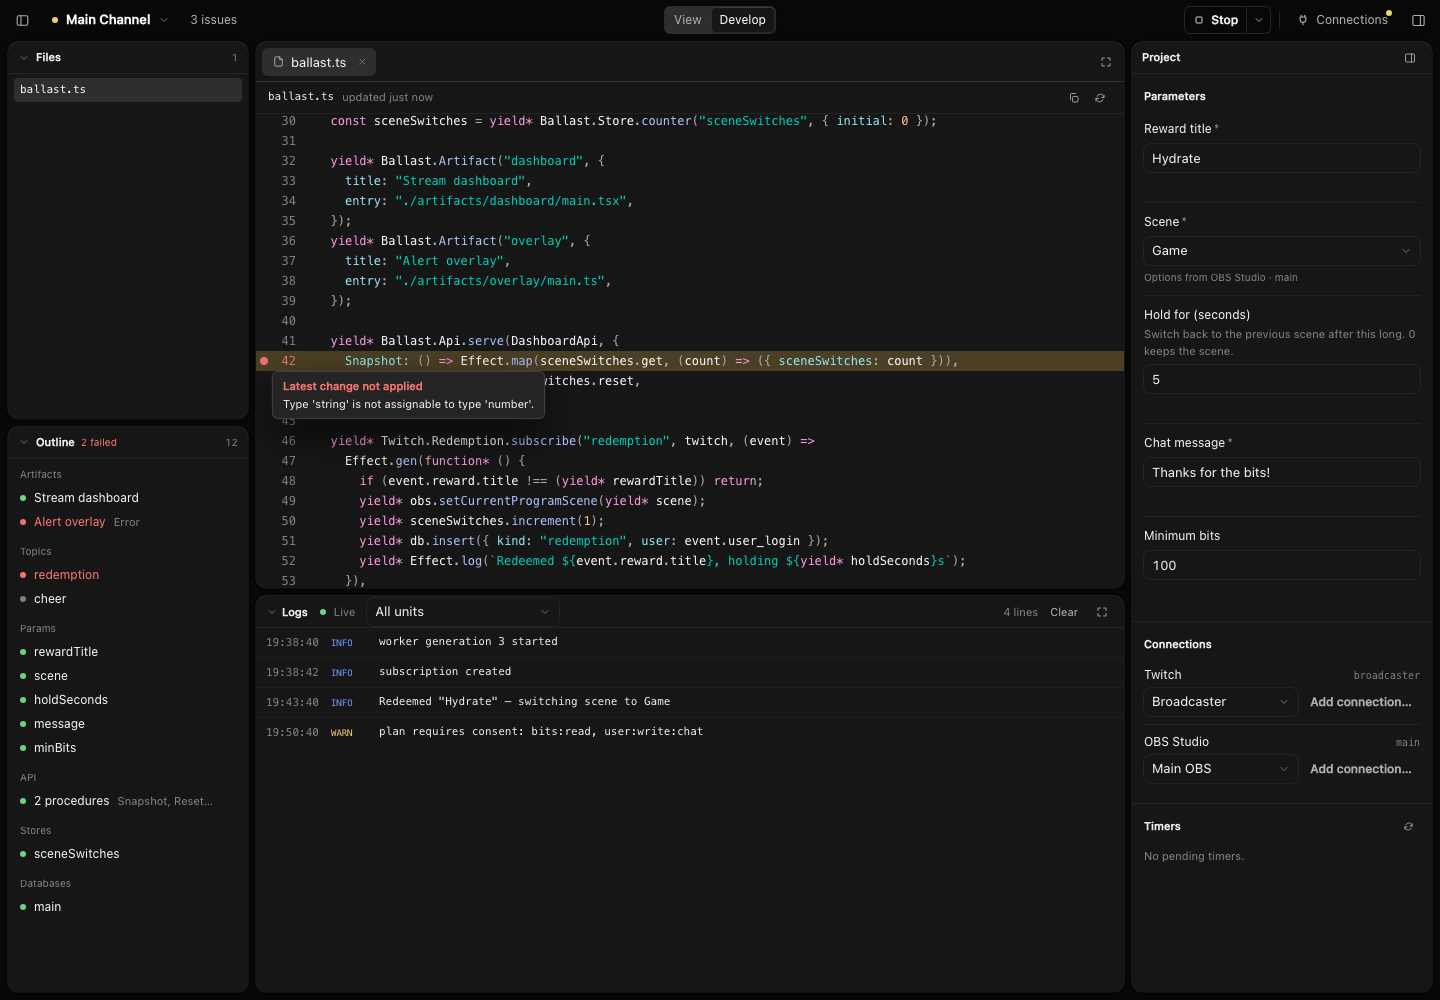 Main Channel
3 issues
View
Develop
Stop
Connections
Files
1
ballast.ts
Outline 2 failed
12
Artifacts
Stream dashboard
Alert overlay Error
Topics
redemption
cheer
Params
rewardTitle
scene
holdSeconds
message
minBits
API
2 procedures Snapshot, Reset...
Stores
sceneSwitches
Databases
main
ballast.ts
ballast.ts updated just now
30 const sceneSwitches = yield* Ballast.Store.counter("sceneSwitches", { initial: 0 });
31
32 yield* Ballast.Artifact("dashboard", {
33 title: "Stream dashboard",
34 entry: "./artifacts/dashboard/main.tsx",
35 });
36 yield* Ballast.Artifact("overlay", {
37 title: "Alert overlay",
38 entry: "./artifacts/overlay/main.ts",
39 });
40
41 yield* Ballast.Api.serve(DashboardApi, {
42 Snapshot: () => Effect.map(sceneSwitches.get, (count) => ({ sceneSwitches: count })),
witches.reset,
Latest change not applied
Type 'string' is not assignable to type 'number'.
45
46 yield* Twitch.Redemption.subscribe("redemption", twitch, (event) =>
47 Effect.gen(function* () {
48 if (event.reward.title !== (yield* rewardTitle)) return;
49 yield* obs.setCurrentProgramScene(yield* scene);
50 yield* sceneSwitches.increment(1);
51 yield* db.insert({ kind: "redemption", user: event.user_login });
52 yield* Effect.log(`Redeemed ${event.reward.title}, holding ${yield* holdSeconds}s`);
53 }),
Logs
Live
All units
4 lines
Clear
19:38:40 INFO worker generation 3 started
19:38:42 INFO subscription created
19:43:40 INFO Redeemed "Hydrate" — switching scene to Game
19:50:40 WARN plan requires consent: bits:read, user:write:chat
Project
Parameters
Reward title *
Hydrate
Scene *
Game
Options from OBS Studio · main
Hold for (seconds)
Switch back to the previous scene after this long. 0
keeps the scene.
5
Chat message *
Thanks for the bits!
Minimum bits
100
Connections
Twitch broadcaster
Broadcaster
Add connection...
OBS Studio main
Main OBS
Add connection...
Timers
No pending timers.